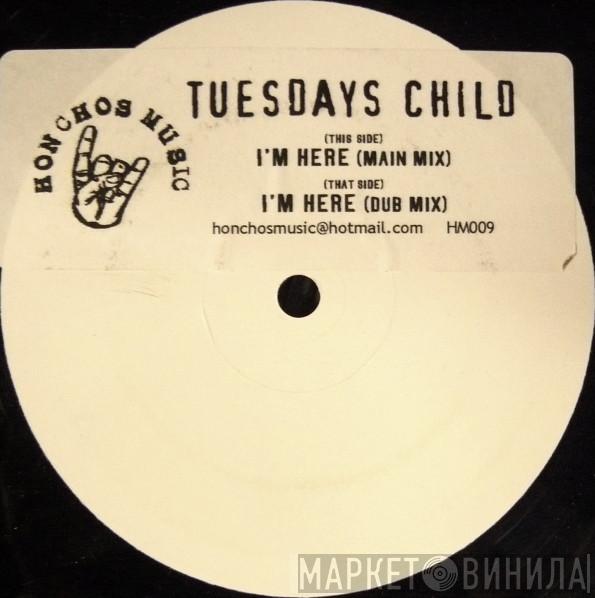 HONCHOS MUSIC
TUESDAYS CHILD
(THIS SIDE)
I'M HERE (MAIN MIX)
(THAT SIDE)
I'M HERE (DUB MIX)
honchosmusic@hotmail.com HM009
МАРКЕТ ВИНИЛА